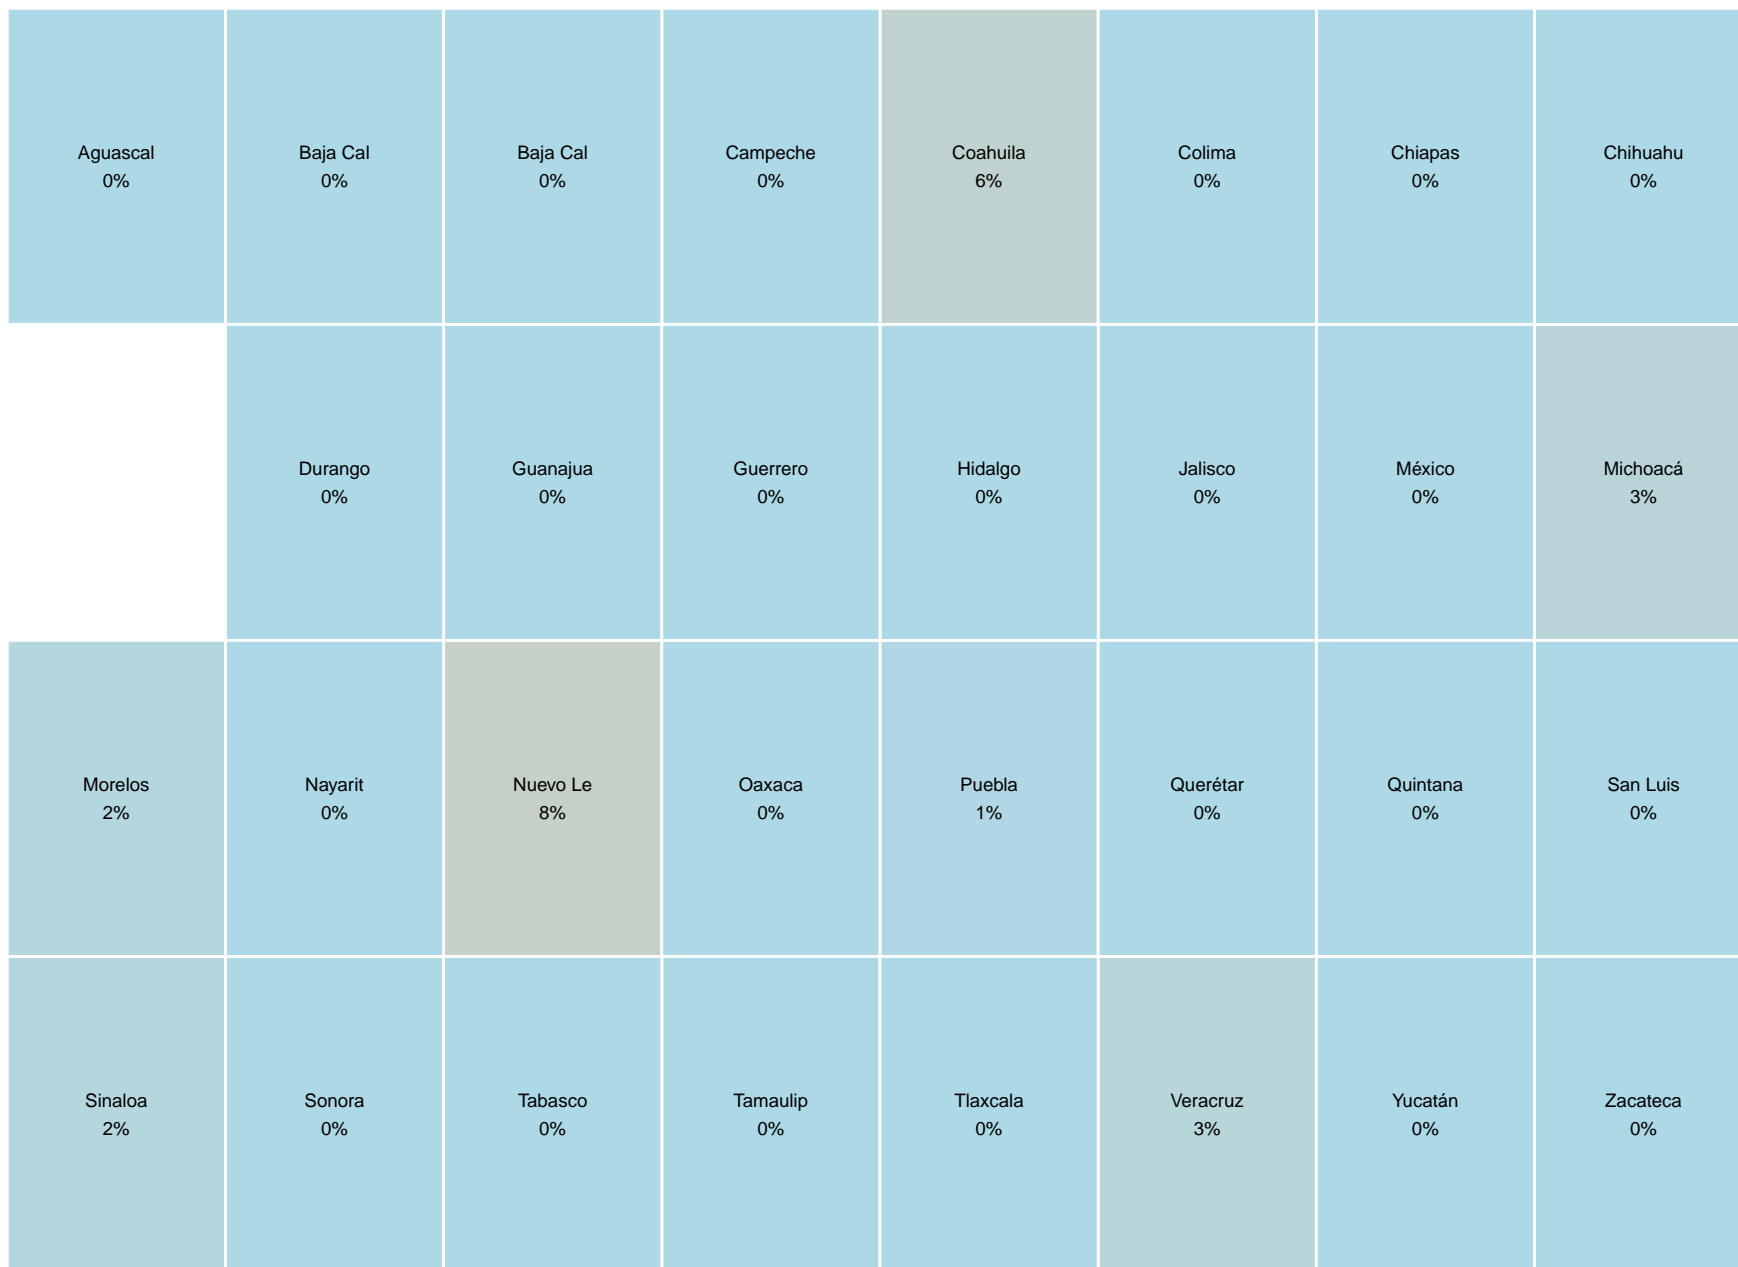 Aguascal
0%
Baja Cal
0%
Baja Cal
0%
Campeche
0%
Coahuila
6%
Colima
0%
Chiapas
0%
Chihuahu
0%
Durango
0%
Guanajua
0%
Guerrero
0%
Hidalgo
0%
Jalisco
0%
México
0%
Michoacá
3%
Morelos
2%
Nayarit
0%
Nuevo Le
8%
Oaxaca
0%
Puebla
1%
Querétar
0%
Quintana
0%
San Luis
0%
Sinaloa
2%
Sonora
0%
Tabasco
0%
Tamaulip
0%
Tlaxcala
0%
Veracruz
3%
Yucatán
0%
Zacateca
0%